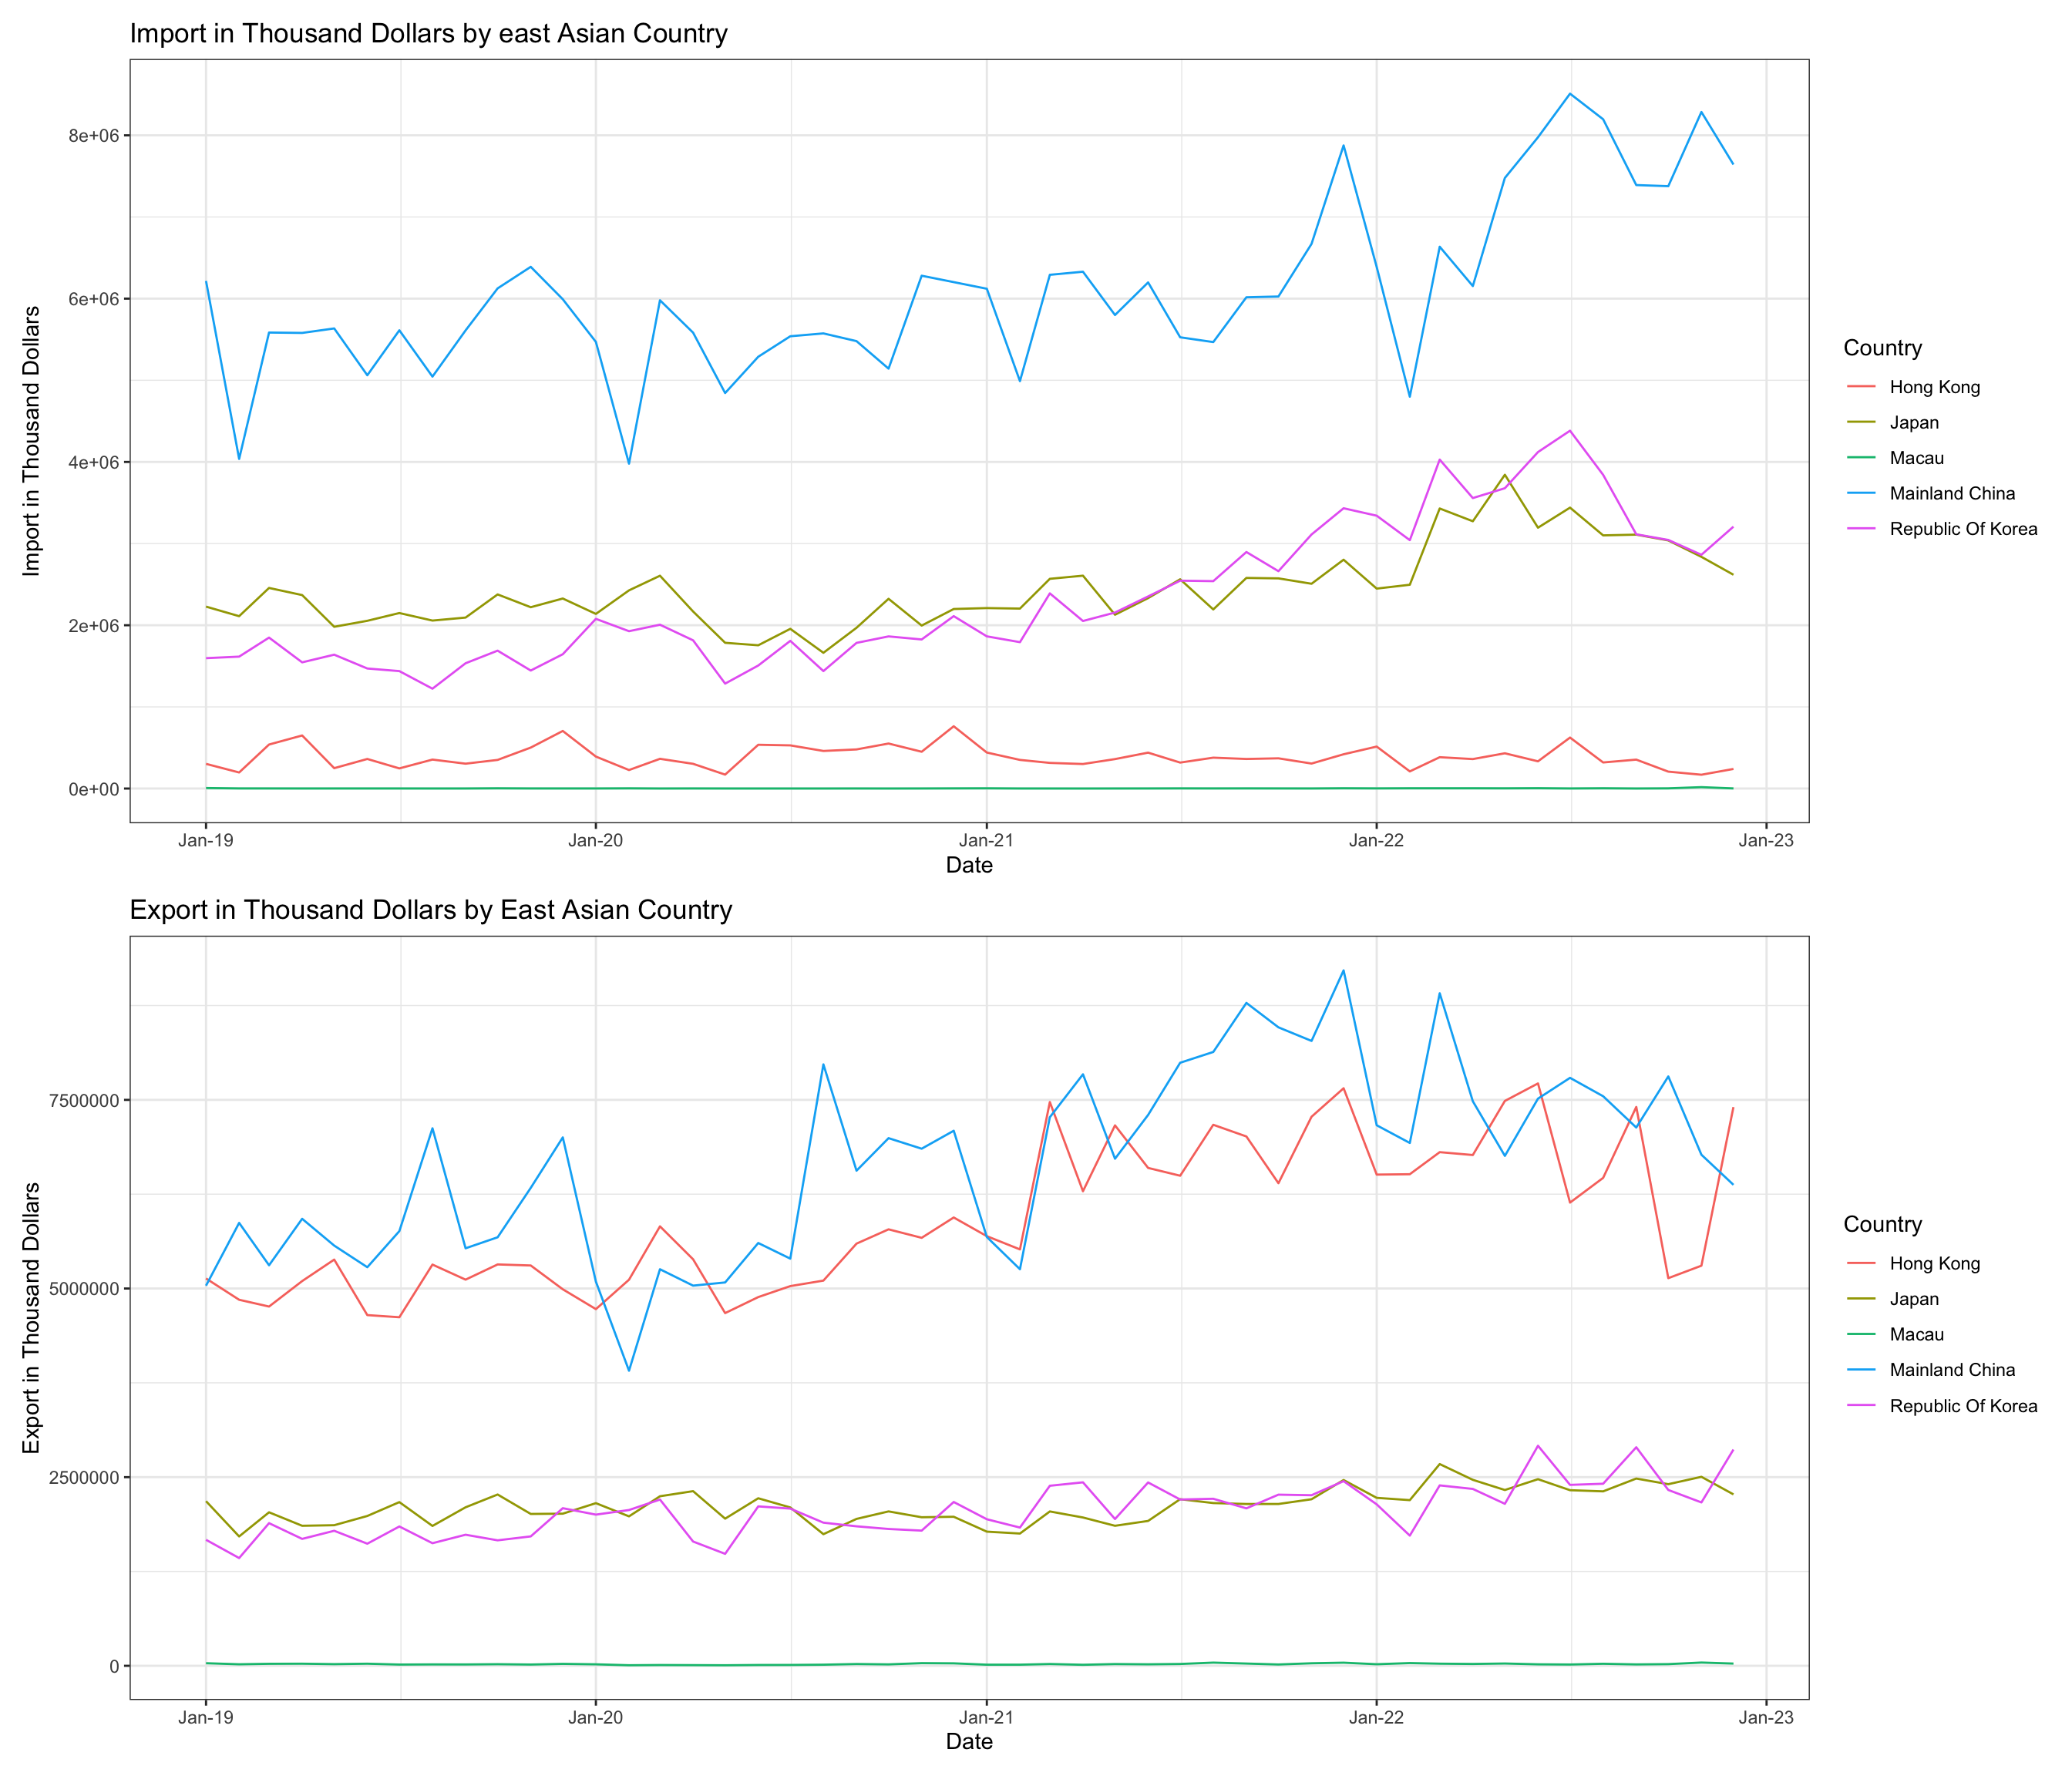 Import in Thousand Dollars by east Asian Country
Import in Thousand Dollars
8e+06
6e+06
4e+06
2e+06
0e+00
Jan-19
Jan-20
Jan-21
Jan-22
Jan-23
Date
Country
Hong Kong
Japan
Macau
Mainland China
Republic Of Korea
Export in Thousand Dollars by East Asian Country
Export in Thousand Dollars
7500000
5000000
2500000
0
Jan-19
Jan-20
Jan-21
Jan-22
Jan-23
Date
Country
Hong Kong
Japan
Macau
Mainland China
Republic Of Korea